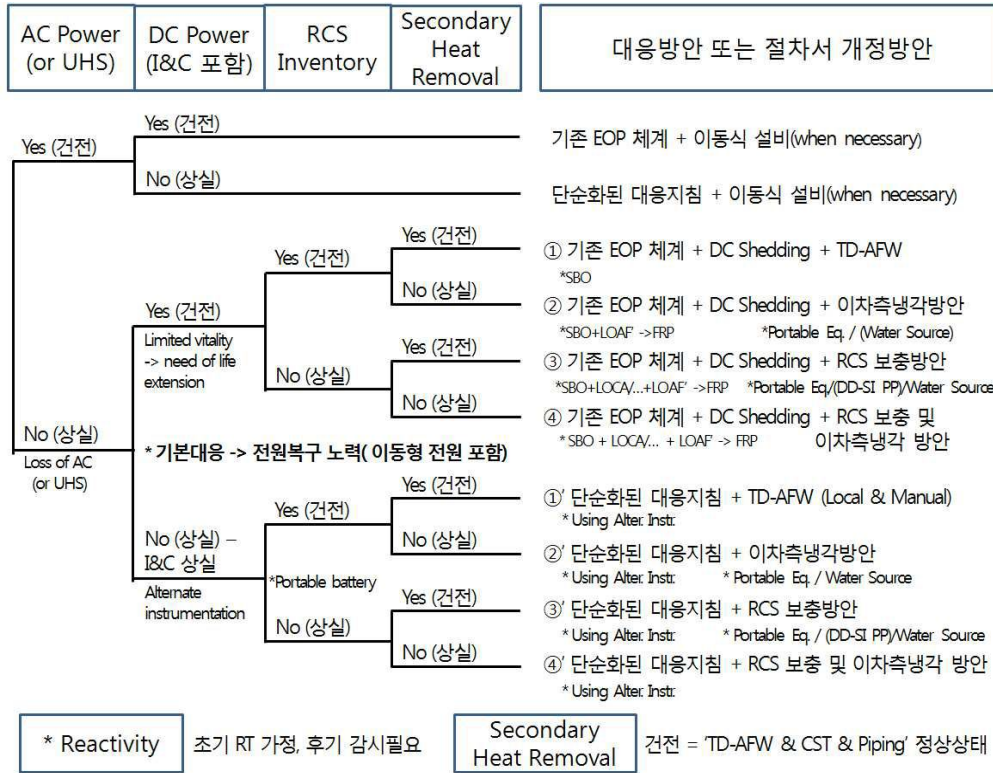 AC Power
(or UHS)
DC Power
(I&C 포함)
RCS
Inventory
Secondary
Heat
Removal
대응방안 또는 절차서 개정방안
Yes (건전)
Yes (건전)
기존 EOP 체계 + 이동식 설비(when necessary)
No (상실)
단순화된 대응지침 + 이동식 설비(when necessary)
Yes (건전)
① 기존 EOP 체계 + DC Shedding + TD-AFW
*SBO
Yes (건전)
No (상실)
② 기존 EOP 체계 + DC Shedding + 이차측냉각방안
*SBO+LOAF' ->FRP *Portable Eq. / (Water Source)
Yes (건전)
Limited vitality
-> need of life
extension
Yes (건전)
③ 기존 EOP 체계 + DC Shedding + RCS 보충방안
*SBO+LOCA/...+LOAF' ->FRP *Portable Eq./(DD-SI PP)/Water Source
No (상실)
No (상실)
④ 기존 EOP 체계 + DC Shedding + RCS 보충 및
* SBO + LOCA/... + LOAF' -> FRP 이차측냉각 방안
No (상실)
Loss of AC
(or UHS)
* 기본대응 -> 전원복구 노력( 이동형 전원 포함)
Yes (건전)
①' 단순화된 대응지침 + TD-AFW (Local & Manual)
* Using Alter. Instr.
Yes (건전)
No (상실)
②' 단순화된 대응지침 + 이차측냉각방안
* Using Alter. Instr. * Portable Eq. / Water Source
No (상실) –
I&C 상실
Alternate
instrumentation
*Portable battery
Yes (건전)
③' 단순화된 대응지침 + RCS 보충방안
* Using Alter. Instr. * Portable Eq. / (DD-SI PP)/Water Source
No (상실)
No (상실)
④' 단순화된 대응지침 + RCS 보충 및 이차측냉각 방안
* Using Alter. Instr.
* Reactivity
초기 RT 가정, 후기 감시필요
Secondary
Heat Removal
건전 = 'TD-AFW & CST & Piping' 정상상태